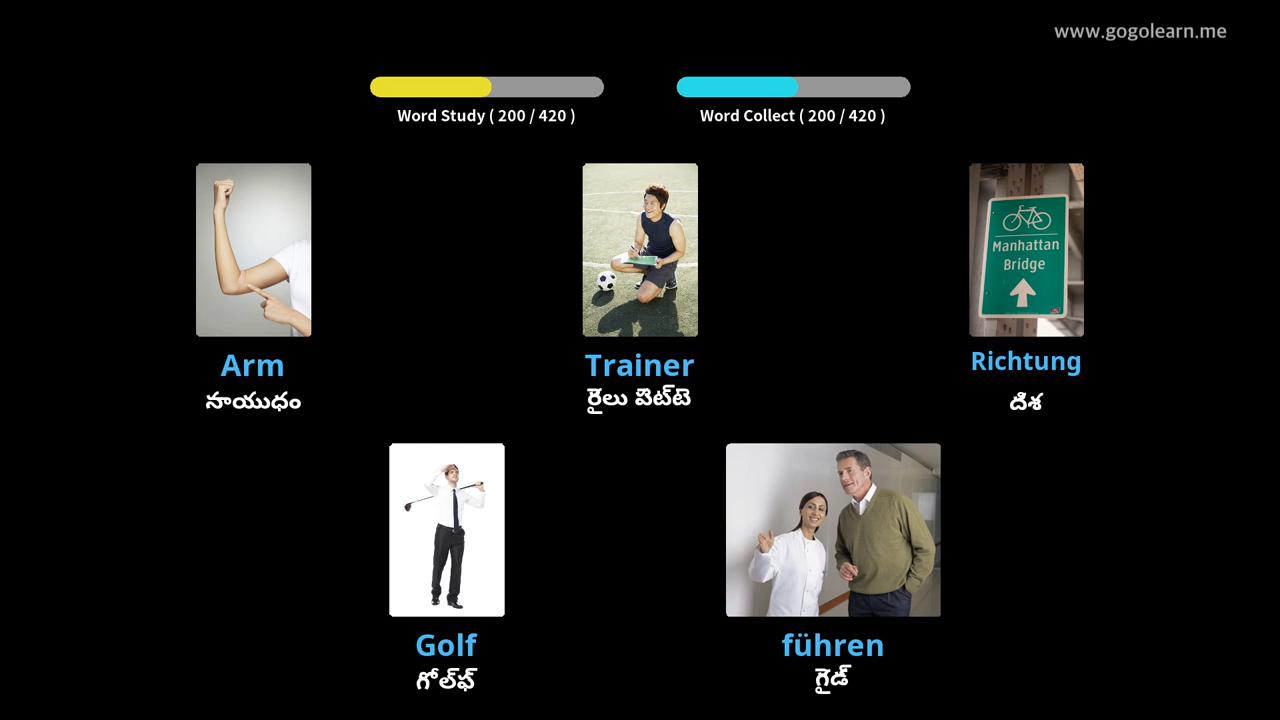 www.gogolearn.me
Word Study ( 200 / 420 )
Word Collect ( 200 / 420 )
Manhattan
Bridge
Arm
నాయుధం
Trainer
రైలు పెట్టె
Richtung
దిశ
Golf
గోల్ఫ్
führen
గైడ్